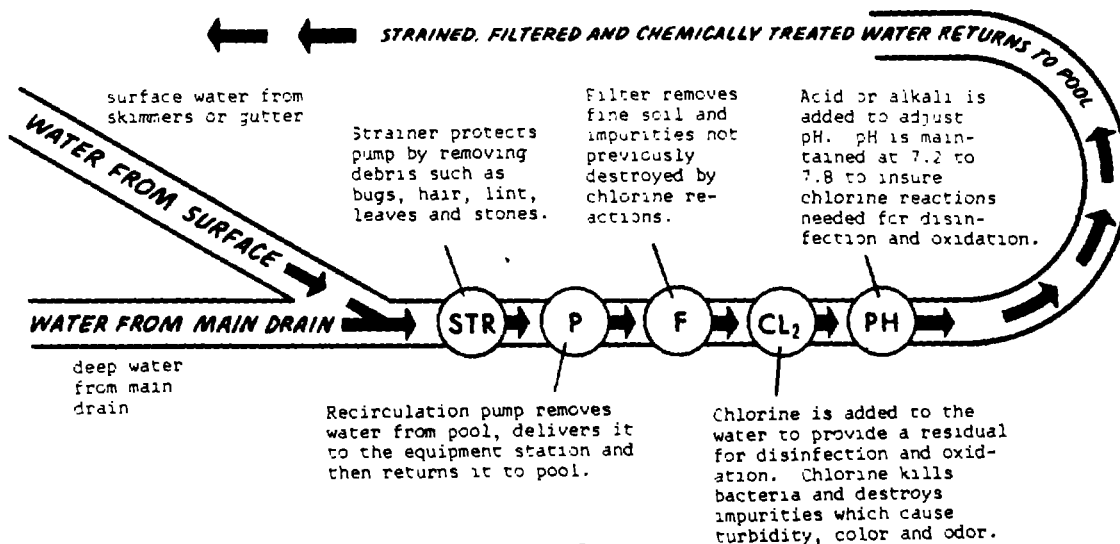 STRAINED, FILTERED AND CHEMICALLY TREATED WATER RETURNS TO POOL
surface water from
skimmers or gutter
WATER FROM SURFACE
Strainer protects
pump by removing
debris such as
bugs, hair, lint,
leaves and stones.
Filter removes
fine soil and
impurities not
previously
destroyed by
chlorine re-
actions.
Acid or alkali is
added to adjust
pH. pH is main-
tained at 7.2 to
7.8 to insure
chlorine reactions
needed for disin-
fection and oxidation.
WATER FROM MAIN DRAIN
STR
P
F
CL₂
PH
deep water
from main
drain
Recirculation pump removes
water from pool, delivers it
to the equipment station and
then returns it to pool.
Chlorine is added to the
water to provide a residual
for disinfection and oxid-
ation. Chlorine kills
bacteria and destroys
impurities which cause
turbidity, color and odor.